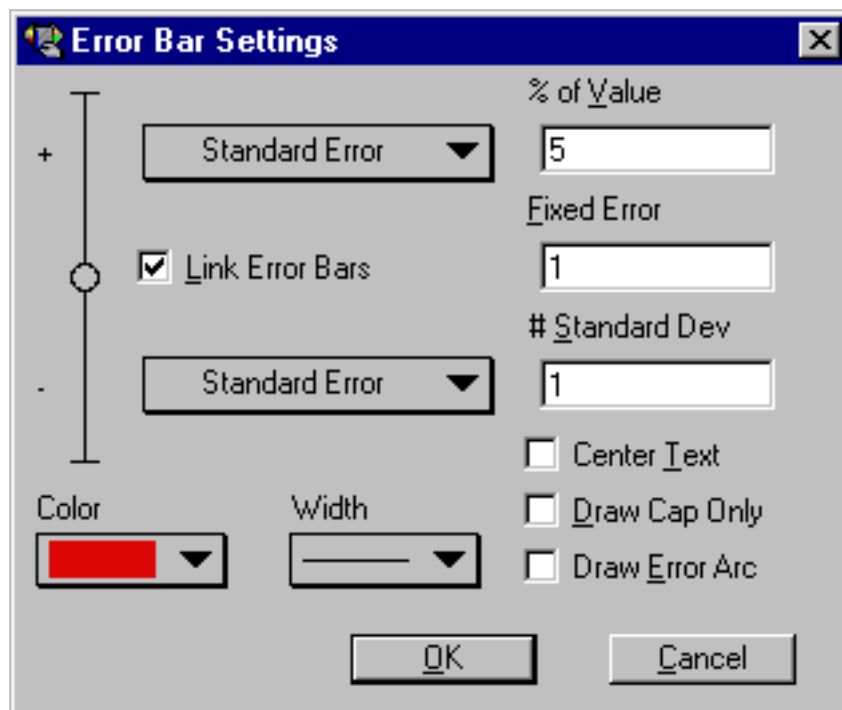 Error Bar Settings
% of Value
+
Standard Error
5
Fixed Error
Link Error Bars
1
# Standard Dev
-
Standard Error
1
Center Text
Color
Width
Draw Cap Only
Draw Error Arc
OK
Cancel